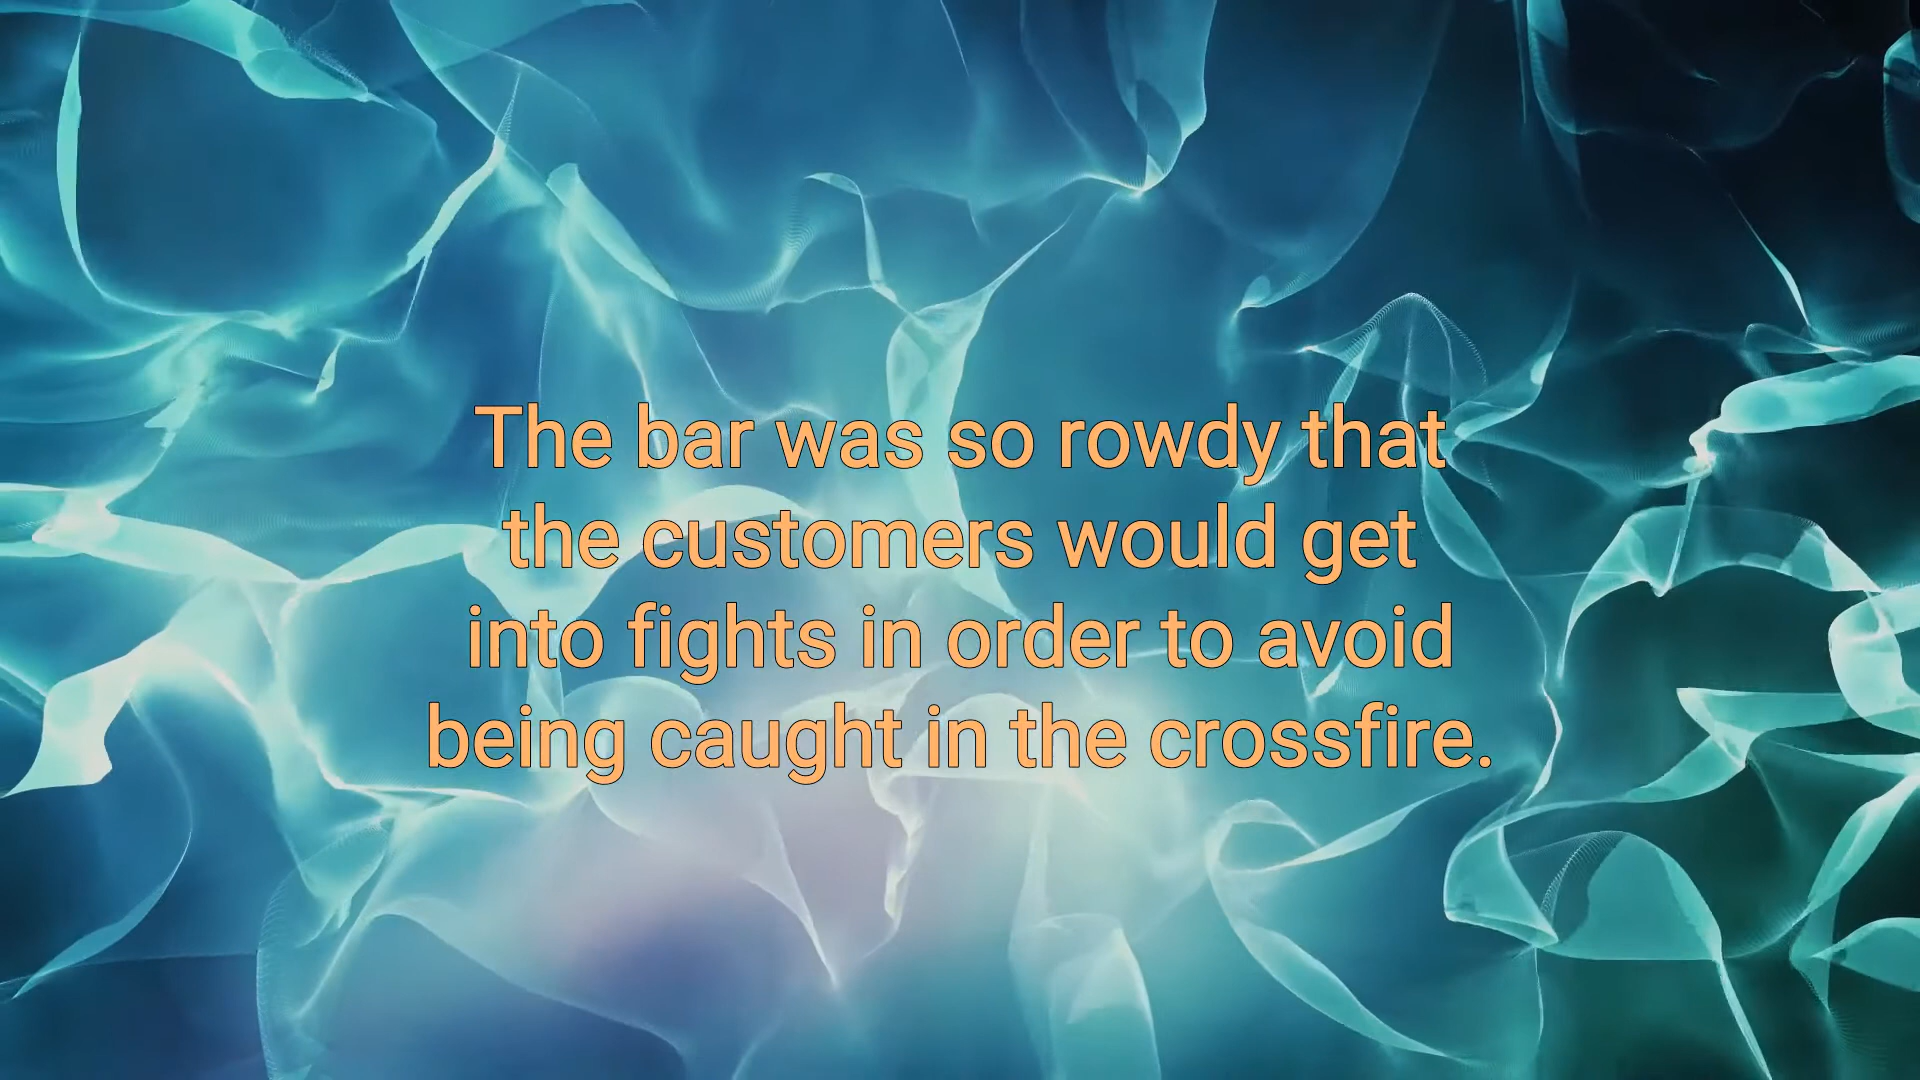 The bar was so rowdy that
the customers would get
into fights in order to avoid
being caught in the crossfire.